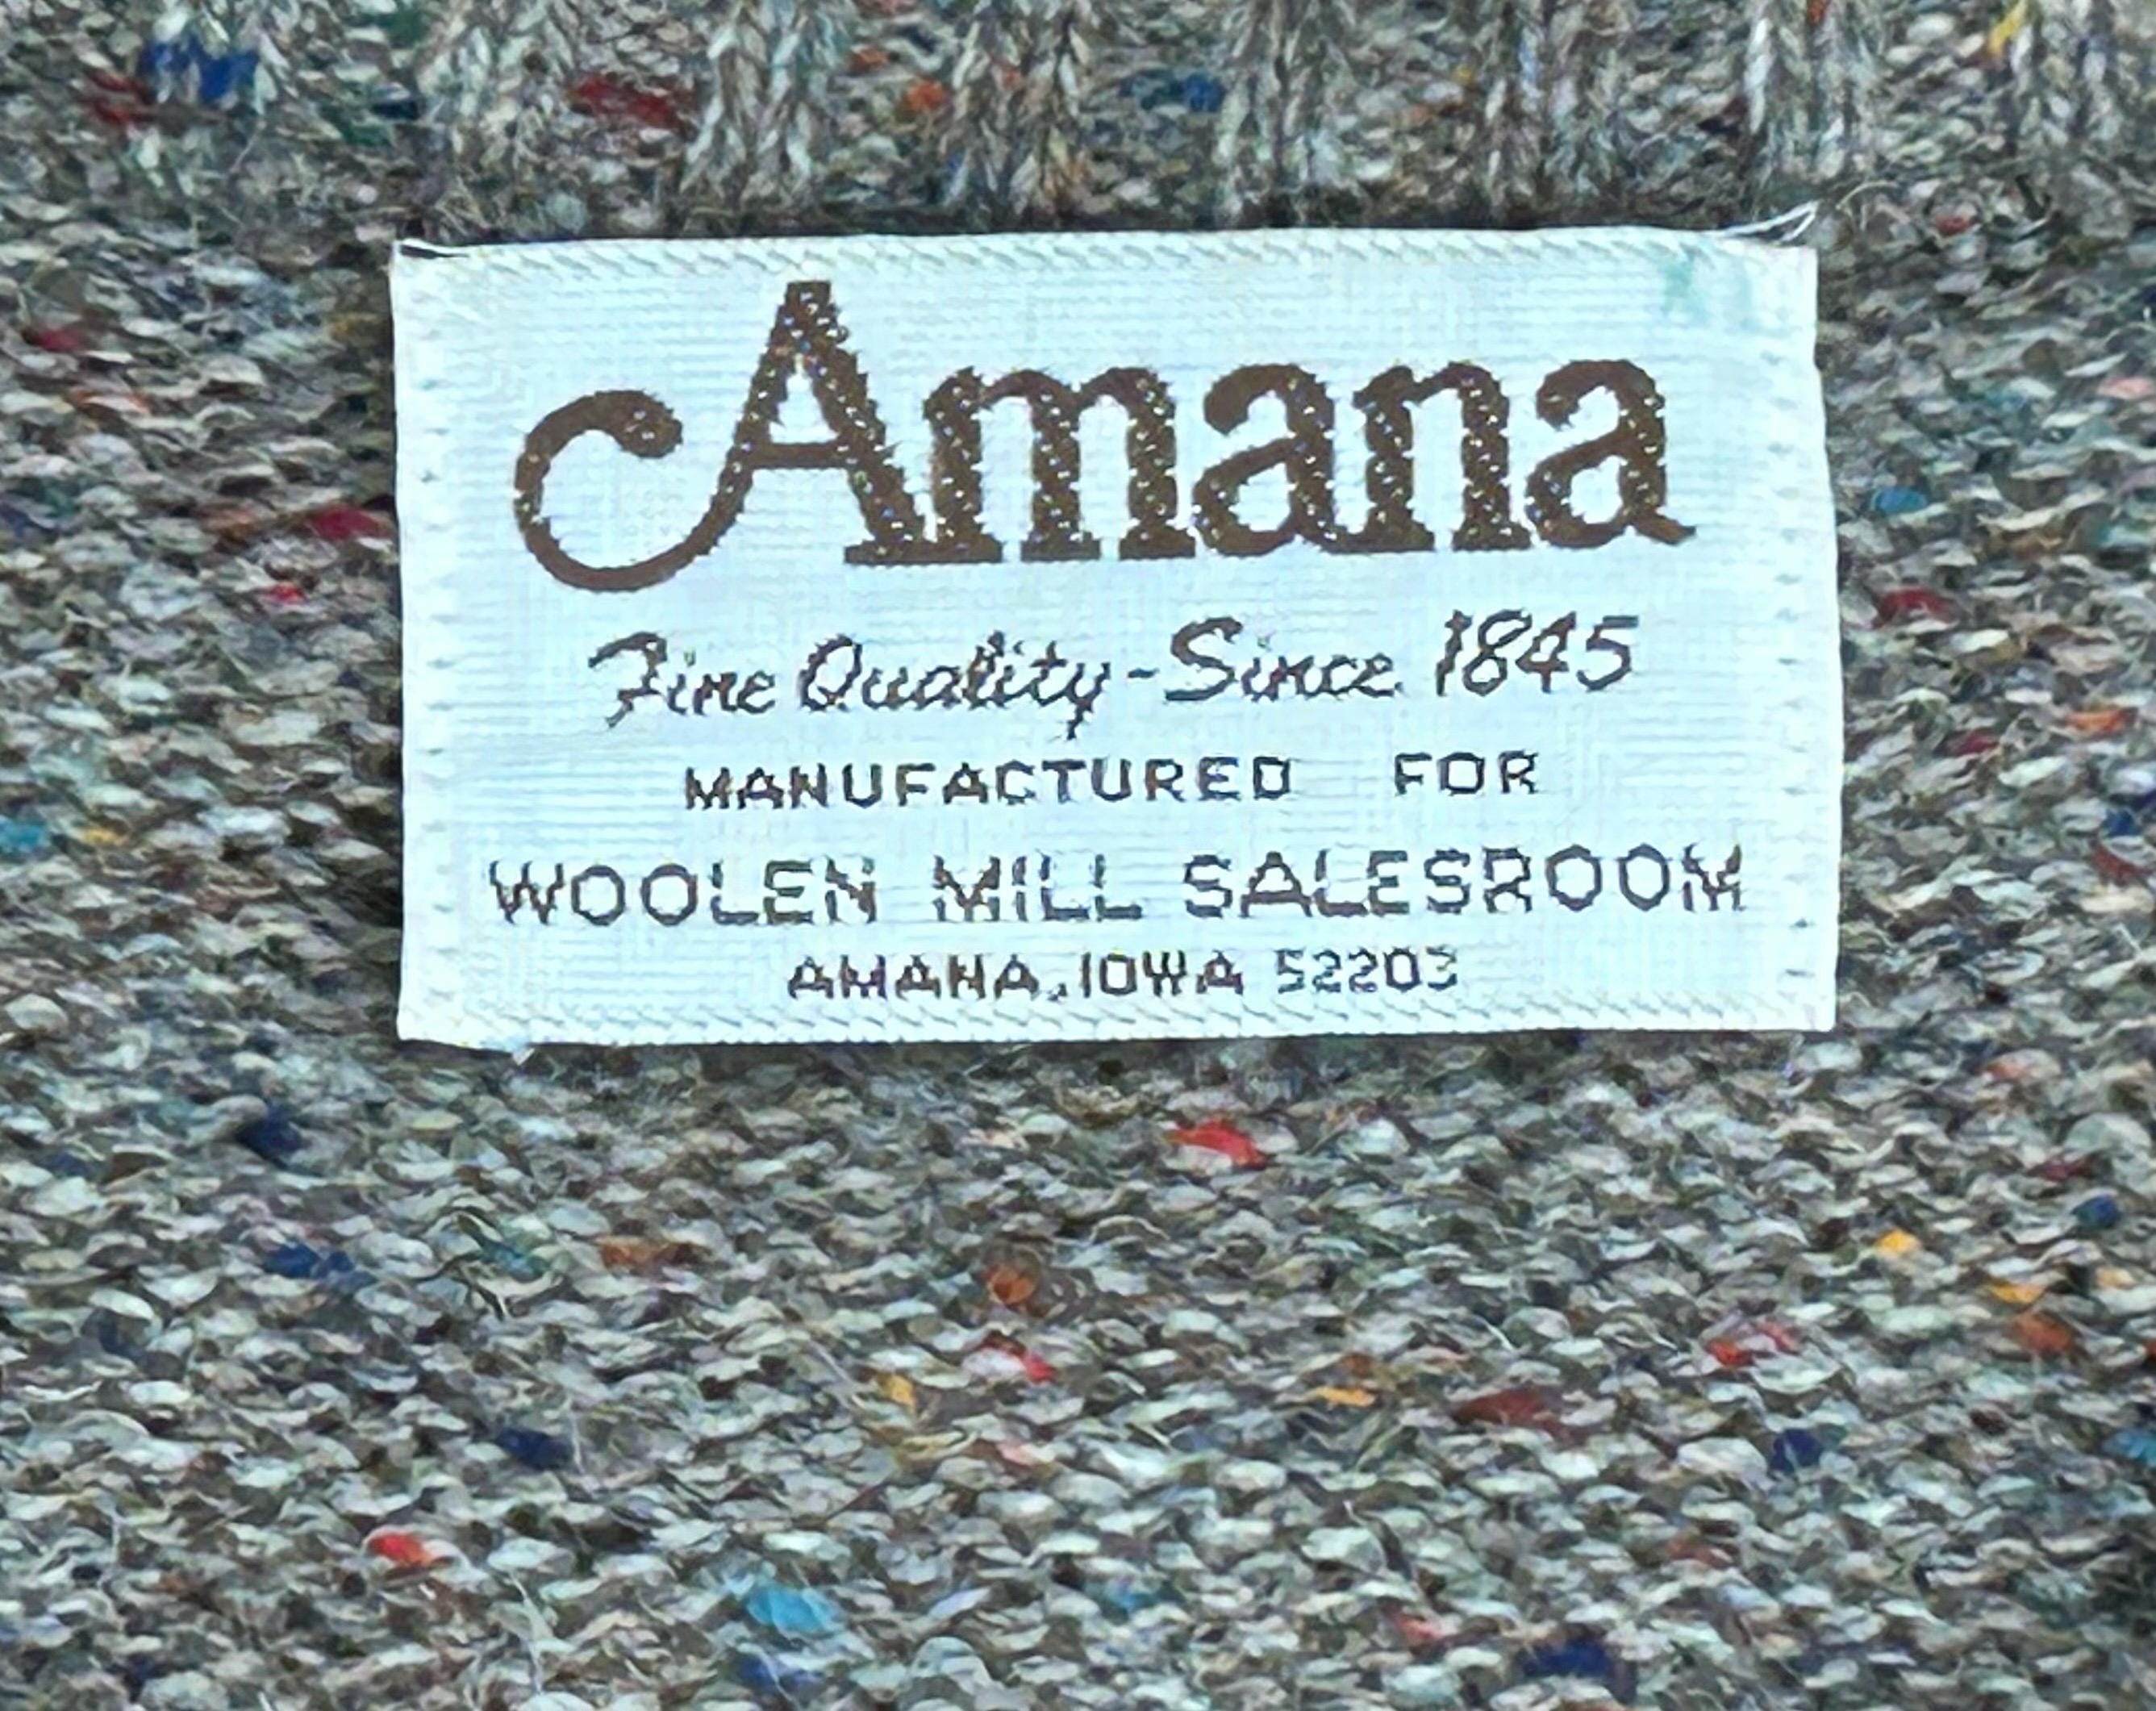 Amana
Fine Quality - Since 1845
MANUFACTURED FOR
WOOLEN MILL SALESROOM
AMANA, IOWA 52203